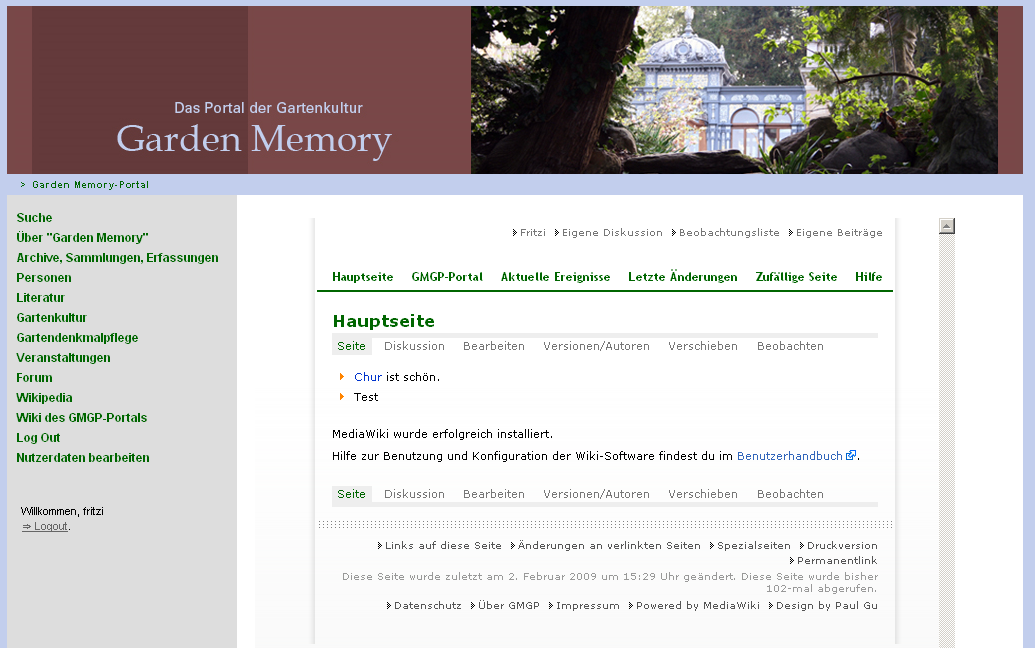 Das Portal der Gartenkultur
Garden Memory
> Garden Memory-Portal
Suche
Über "Garden Memory"
Archive, Sammlungen, Erfassungen
Personen
Literatur
Gartenkultur
Gartendenkmalpflege
Veranstaltungen
Forum
Wikipedia
Wiki des GMGP-Portals
Log Out
Nutzerdaten bearbeiten
Willkommen, fritzi
⇒ Logout.
Fritzi Eigene Diskussion Beobachtungsliste Eigene Beiträge
Hauptseite GMGP-Portal Aktuelle Ereignisse Letzte Änderungen Zufällige Seite Hilfe
Hauptseite
Seite Diskussion Bearbeiten Versionen/Autoren Verschieben Beobachten
Chur ist schön.
Test
MediaWiki wurde erfolgreich installiert.
Hilfe zur Benutzung und Konfiguration der Wiki-Software findest du im Benutzerhandbuch.
Seite Diskussion Bearbeiten Versionen/Autoren Verschieben Beobachten
Links auf diese Seite Änderungen an verlinkten Seiten Spezialseiten Druckversion
Permanentlink
Diese Seite wurde zuletzt am 2. Februar 2009 um 15:29 Uhr geändert. Diese Seite wurde bisher
102-mal abgerufen.
Datenschutz Über GMGP Impressum Powered by MediaWiki Design by Paul Gu